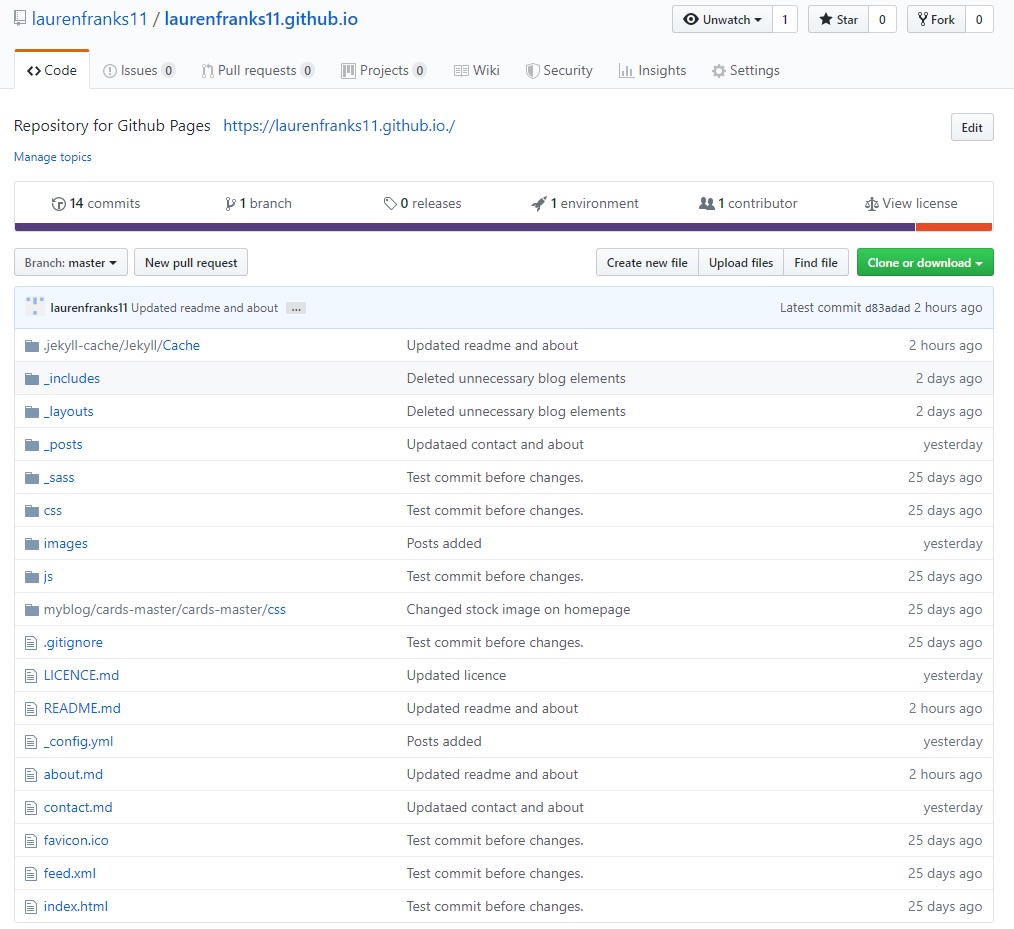 laurenfranks11 / laurenfranks11.github.io Unwatch 1 Star 0 Fork 0
Code Issues 0 Pull requests 0 Projects 0 Wiki Security Insights Settings
Repository for Github Pages https://laurenfranks11.github.io./ Edit
Manage topics
14 commits 1 branch 0 releases 1 environment 1 contributor View license
Branch: master New pull request Create new file Upload files Find file Clone or download
laurenfranks11 Updated readme and about ... Latest commit d83adad 2 hours ago
.jekyll-cache/Jekyll/Cache Updated readme and about 2 hours ago
_includes Deleted unnecessary blog elements 2 days ago
_layouts Deleted unnecessary blog elements 2 days ago
_posts Updataed contact and about yesterday
_sass Test commit before changes. 25 days ago
css Test commit before changes. 25 days ago
images Posts added yesterday
js Test commit before changes. 25 days ago
myblog/cards-master/cards-master/css Changed stock image on homepage 25 days ago
.gitignore Test commit before changes. 25 days ago
LICENCE.md Updated licence yesterday
README.md Updated readme and about 2 hours ago
_config.yml Posts added yesterday
about.md Updated readme and about 2 hours ago
contact.md Updataed contact and about yesterday
favicon.ico Test commit before changes. 25 days ago
feed.xml Test commit before changes. 25 days ago
index.html Test commit before changes. 25 days ago